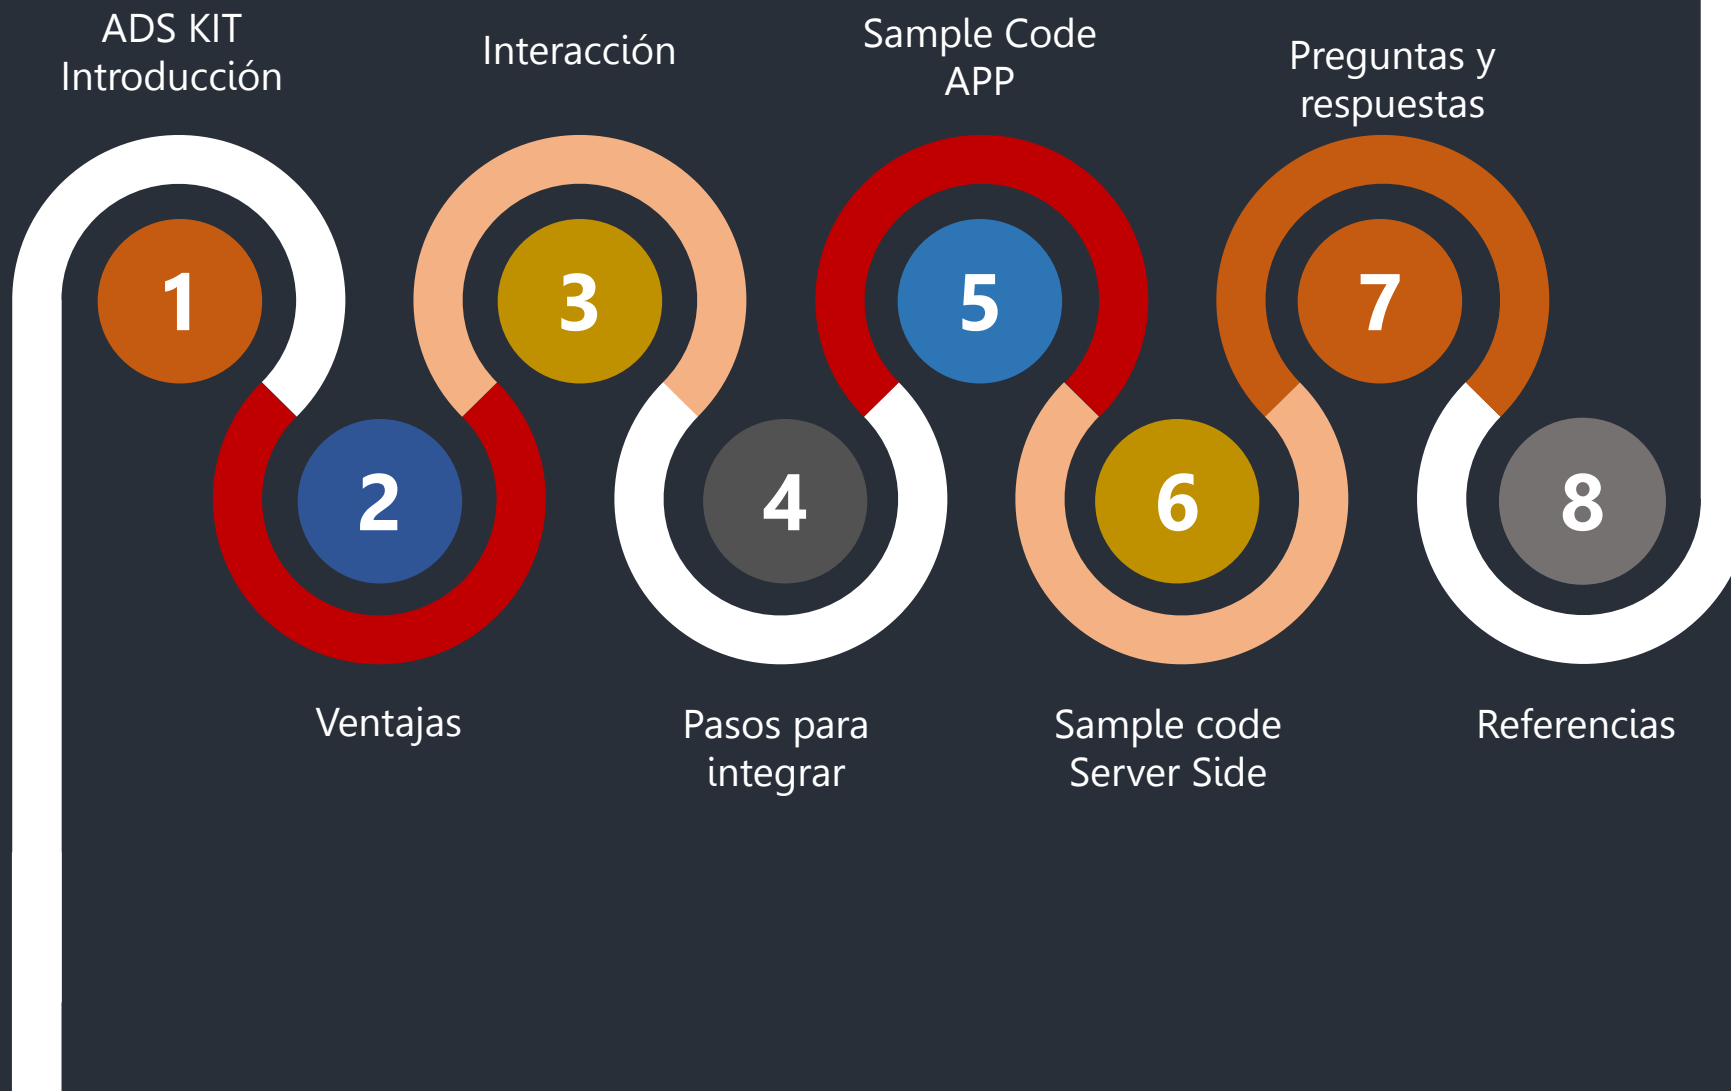 ADS KIT
Introducción
Interacción
Sample Code
APP
Preguntas y
respuestas
1
3
5
7
2
4
6
8
Ventajas
Pasos para
integrar
Sample code
Server Side
Referencias